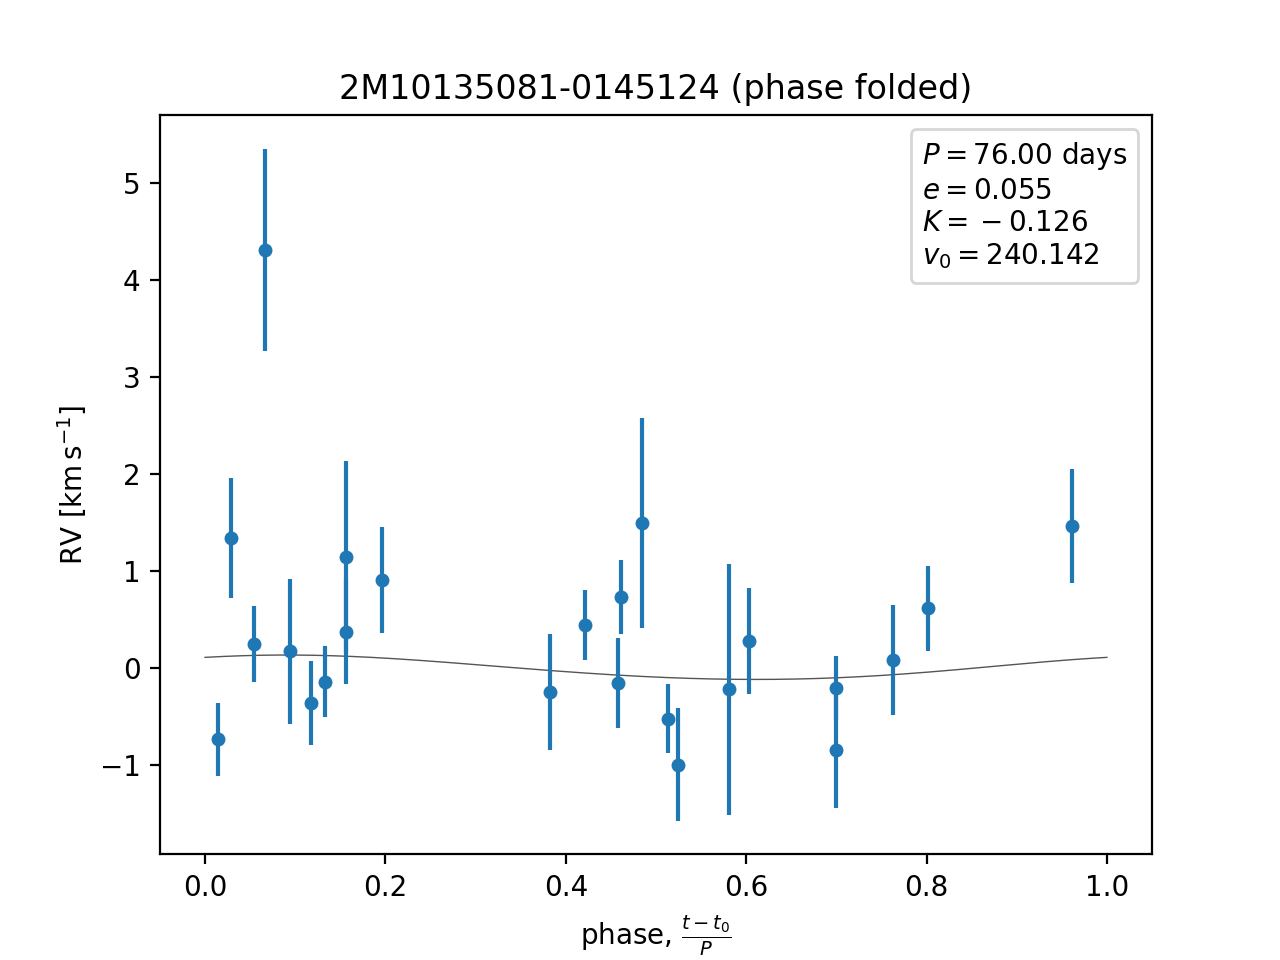 2M10135081-0145124 (phase folded)
P = 76.00 days
e = 0.055
K = −0.126
v₀ = 240.142
RV [km s⁻¹]
5
4
3
2
1
0
−1
0.0 0.2 0.4 0.6 0.8 1.0
phase, (t − t₀)/P